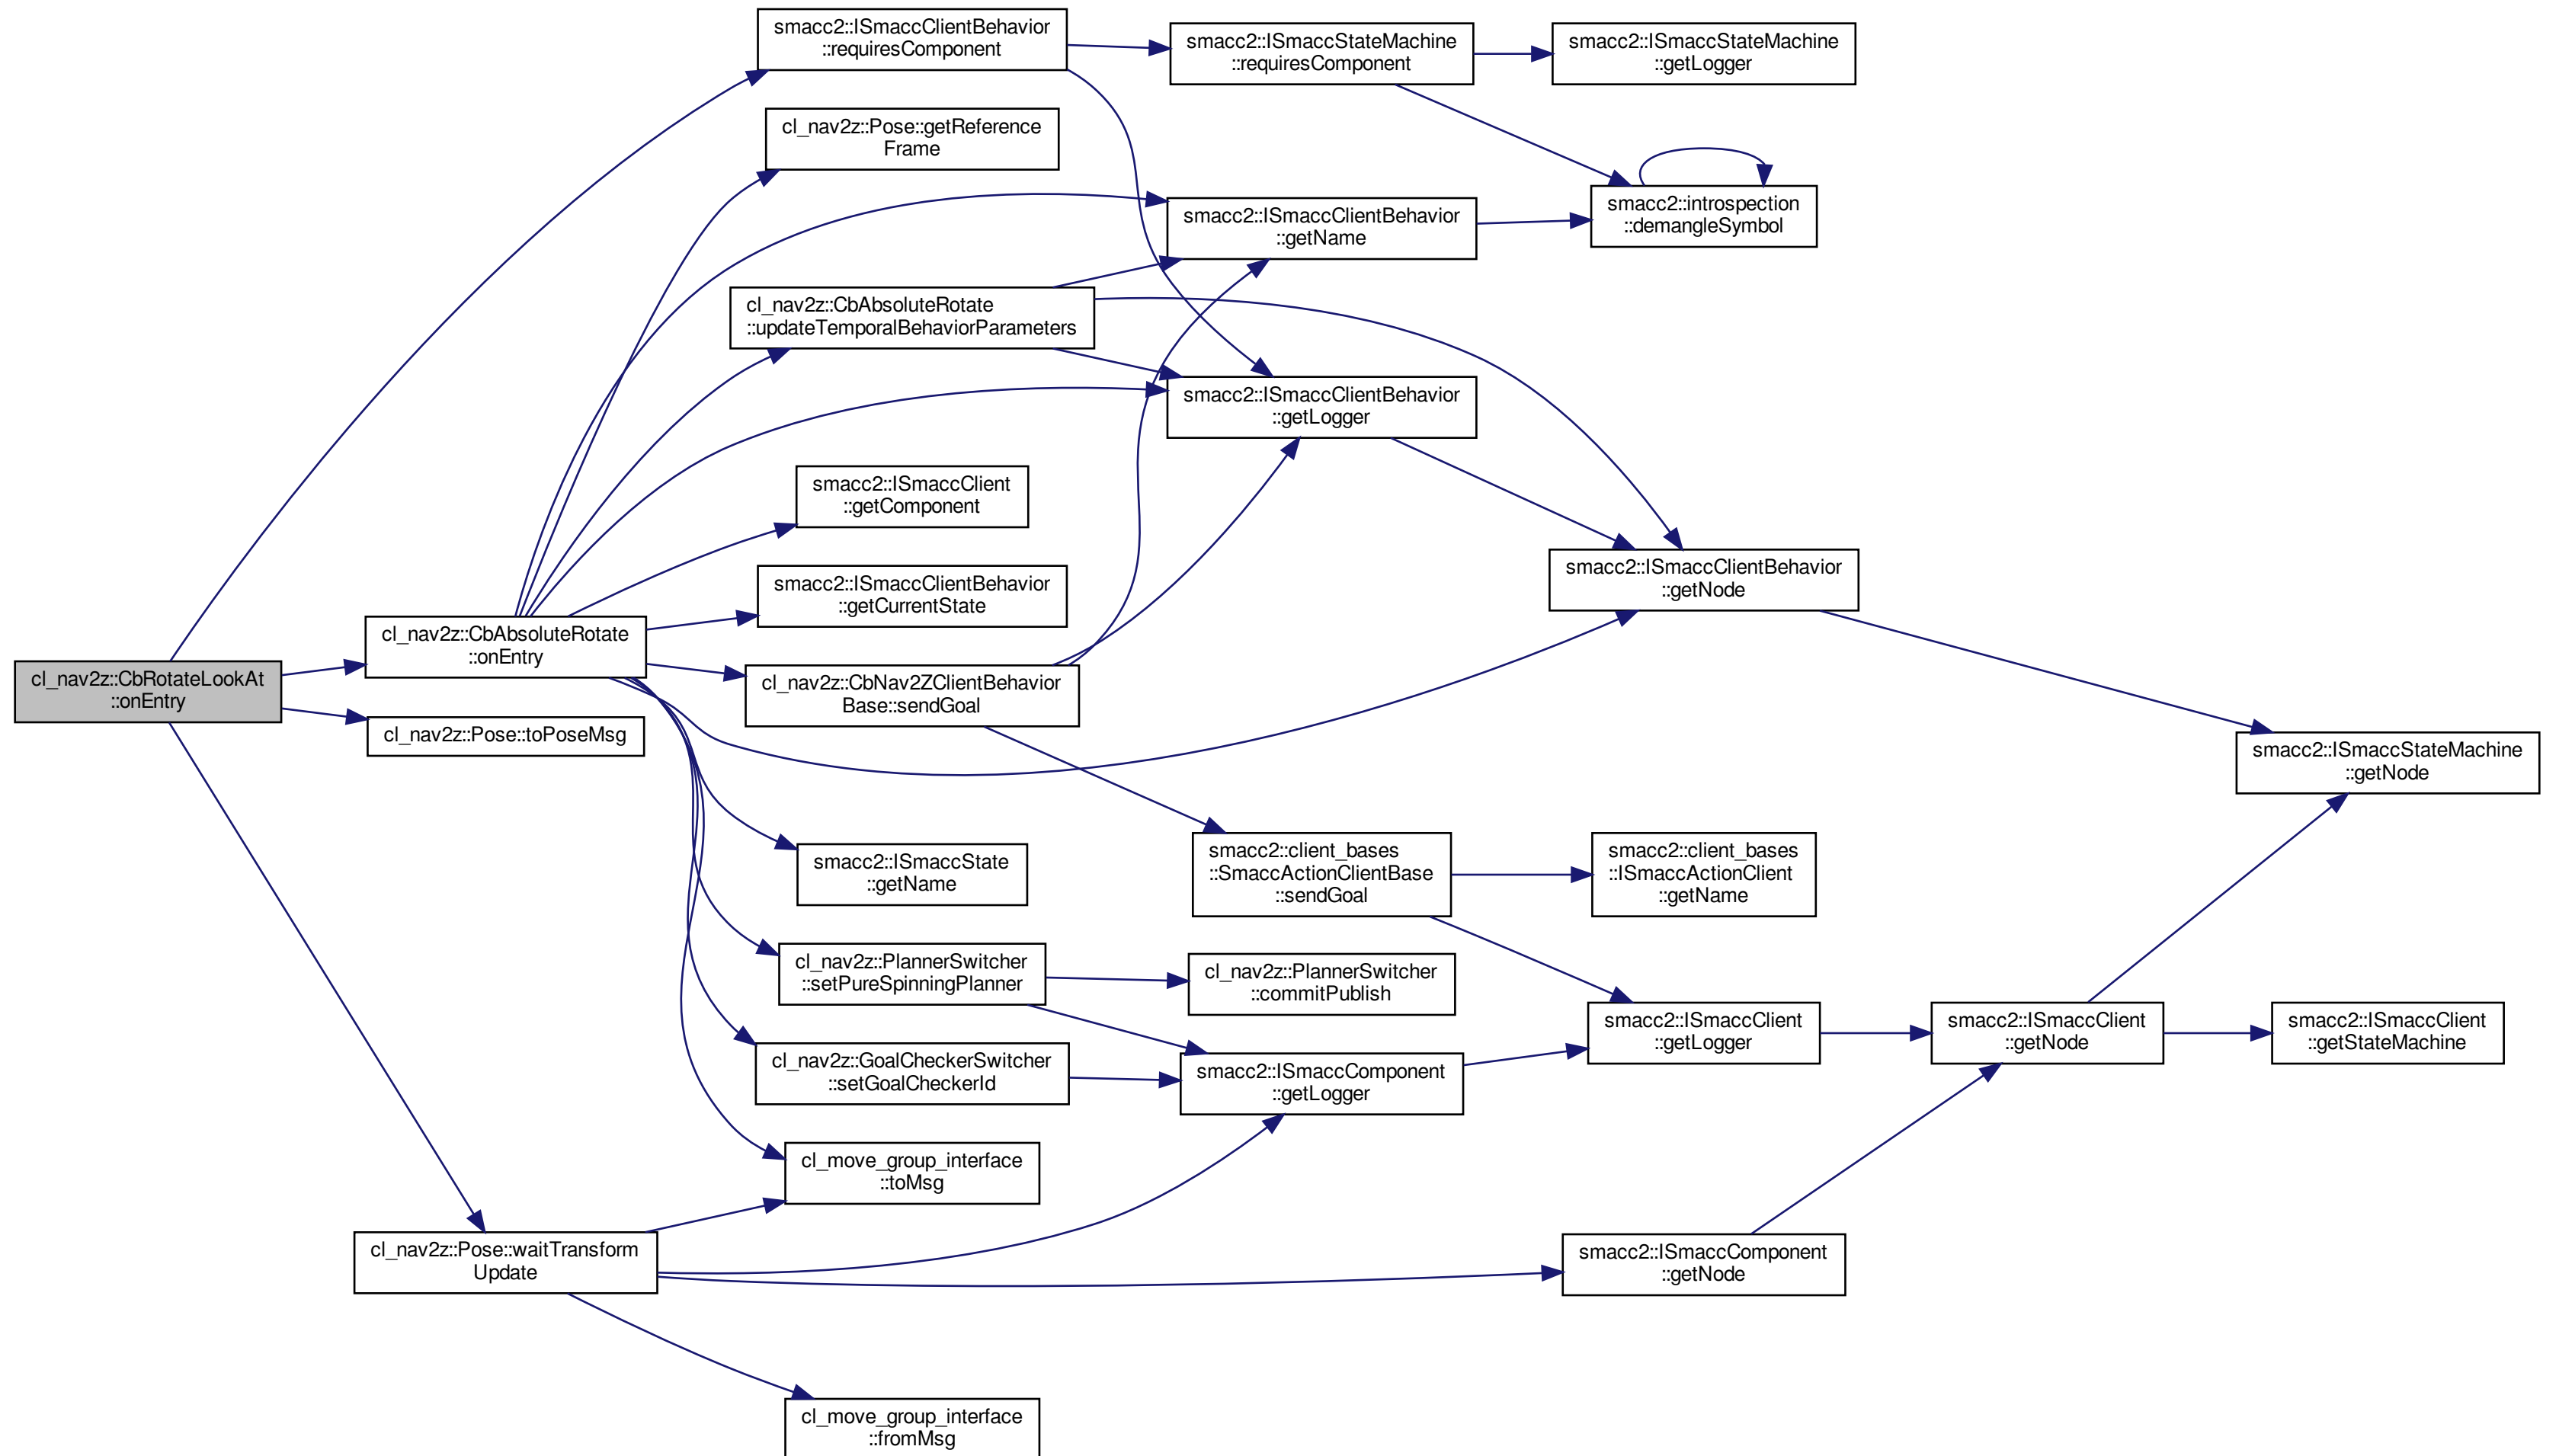 smacc2::ISmaccClientBehavior
::requiresComponent
smacc2::ISmaccStateMachine
::requiresComponent
smacc2::ISmaccStateMachine
::getLogger
cl_nav2z::Pose::getReference
Frame
smacc2::ISmaccClientBehavior
::getName
smacc2::introspection
::demangleSymbol
cl_nav2z::CbAbsoluteRotate
::updateTemporalBehaviorParameters
smacc2::ISmaccClientBehavior
::getLogger
smacc2::ISmaccClient
::getComponent
smacc2::ISmaccClientBehavior
::getCurrentState
smacc2::ISmaccClientBehavior
::getNode
cl_nav2z::CbAbsoluteRotate
::onEntry
cl_nav2z::CbRotateLookAt
::onEntry
cl_nav2z::CbNav2ZClientBehavior
Base::sendGoal
cl_nav2z::Pose::toPoseMsg
smacc2::ISmaccStateMachine
::getNode
smacc2::ISmaccState
::getName
smacc2::client_bases
::SmaccActionClientBase
::sendGoal
smacc2::client_bases
::ISmaccActionClient
::getName
cl_nav2z::PlannerSwitcher
::setPureSpinningPlanner
cl_nav2z::PlannerSwitcher
::commitPublish
smacc2::ISmaccClient
::getLogger
smacc2::ISmaccClient
::getNode
smacc2::ISmaccClient
::getStateMachine
cl_nav2z::GoalCheckerSwitcher
::setGoalCheckerId
smacc2::ISmaccComponent
::getLogger
cl_move_group_interface
::toMsg
cl_nav2z::Pose::waitTransform
Update
smacc2::ISmaccComponent
::getNode
cl_move_group_interface
::fromMsg